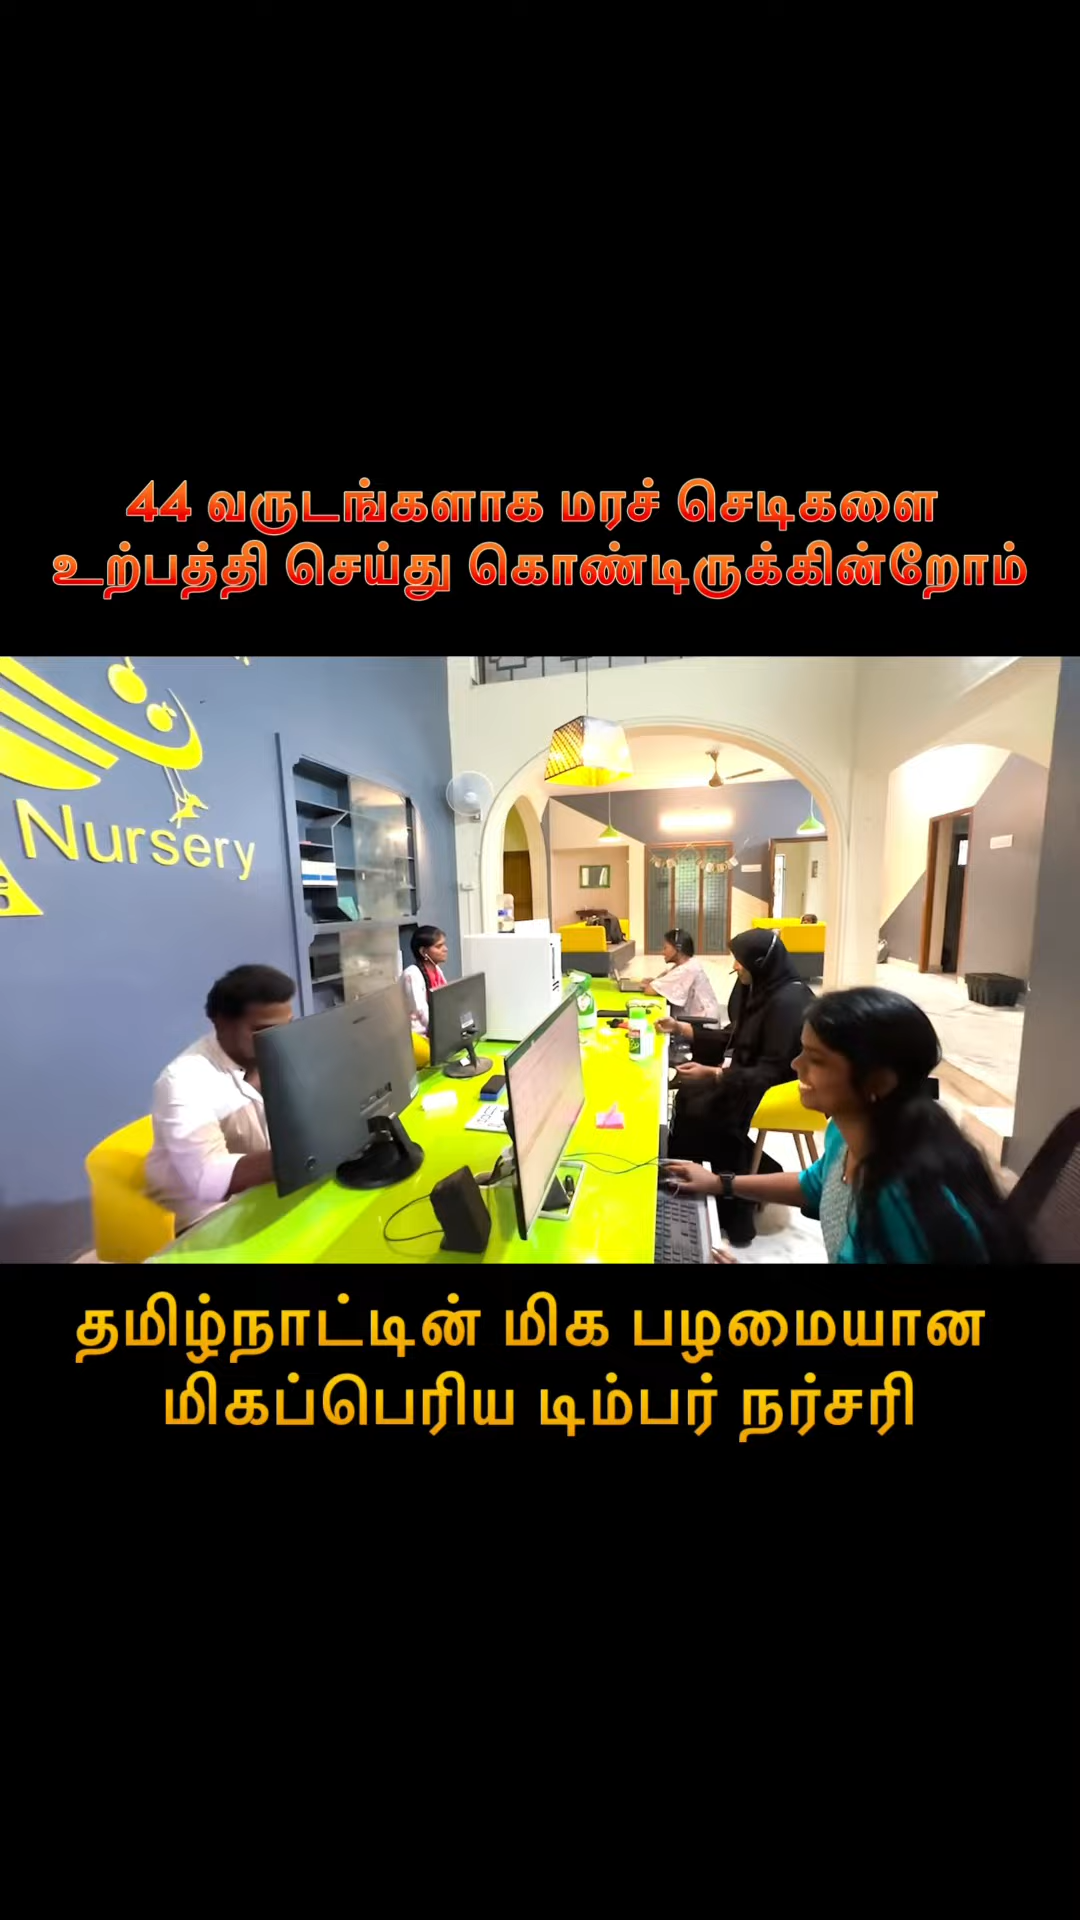 44 வருடங்களாக மரச் செடிகளை
உற்பத்தி செய்து கொண்டிருக்கின்றோம்
Nursery
தமிழ்நாட்டின் மிக பழமையான
மிகப்பெரிய டிம்பர் நர்சரி